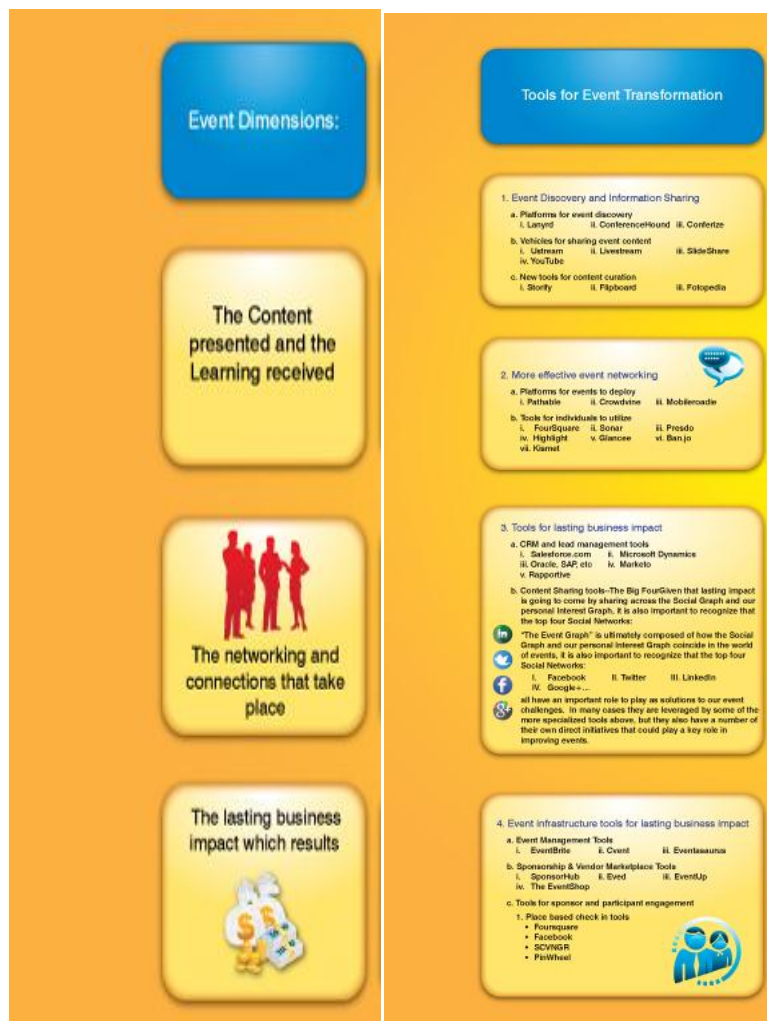 Event Dimensions:
The Content
presented and the
Learning received
The networking and
connections that take
place
The lasting business
impact which results
Tools for Event Transformation
1. Event Discovery and Information Sharing
a. Platforms for event discovery
i. Lanyrd ii. ConferenceHound iii. Conferize
b. Vehicles for sharing event content
i. Ustream ii. Livestream iii. SlideShare
iv. YouTube
c. New tools for content curation
i. Storify ii. Flipboard iii. Fotopedia
2. More effective event networking
a. Platforms for events to deploy
i. Pathable ii. Crowdvine iii. Mobileroadie
b. Tools for individuals to utilize
i. FourSquare ii. Sonar iii. Presdo
iv. Highlight v. Glancee vi. Ban.jo
vii. Kismet
3. Tools for lasting business impact
a. CRM and lead management tools
i. Salesforce.com ii. Microsoft Dynamics
iii. Oracle, SAP, etc iv. Marketo
v. Rapportive
b. Content Sharing tools--The Big FourGiven that lasting impact
is going to come by sharing across the Social Graph and our
personal Interest Graph, it is also important to recognize that
the top four Social Networks:
"The Event Graph" is ultimately composed of how the Social
Graph and our personal Interest Graph coincide in the world
of events, it is also important to recognize that the top four
Social Networks:
I. Facebook II. Twitter III. LinkedIn
IV. Google+...
all have an important role to play as solutions to our event
challenges. In many cases they are leveraged by some of the
more specialized tools above, but they also have a number of
their own direct initiatives that could play a key role in
improving events.
4. Event infrastructure tools for lasting business impact
a. Event Management Tools
i. EventBrite ii. Cvent iii. Eventasaurus
b. Sponsorship & Vendor Marketplace Tools
i. SponsorHub ii. Eved iii. EventUp
iv. The EventShop
c. Tools for sponsor and participant engagement
1. Place based check in tools
• Foursquare
• Facebook
• SCVNGR
• PinWheel